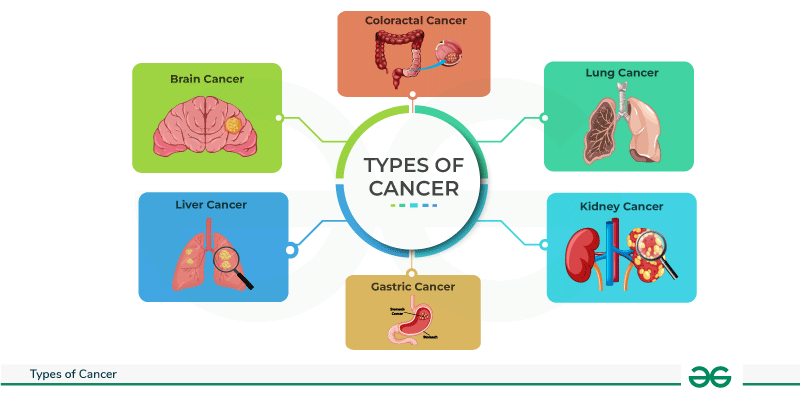 Coloractal Cancer
Brain Cancer
Lung Cancer
TYPES OF
CANCER
Liver Cancer
Kidney Cancer
Gastric Cancer
Stomach
Cancer
Stomach
Types of Cancer